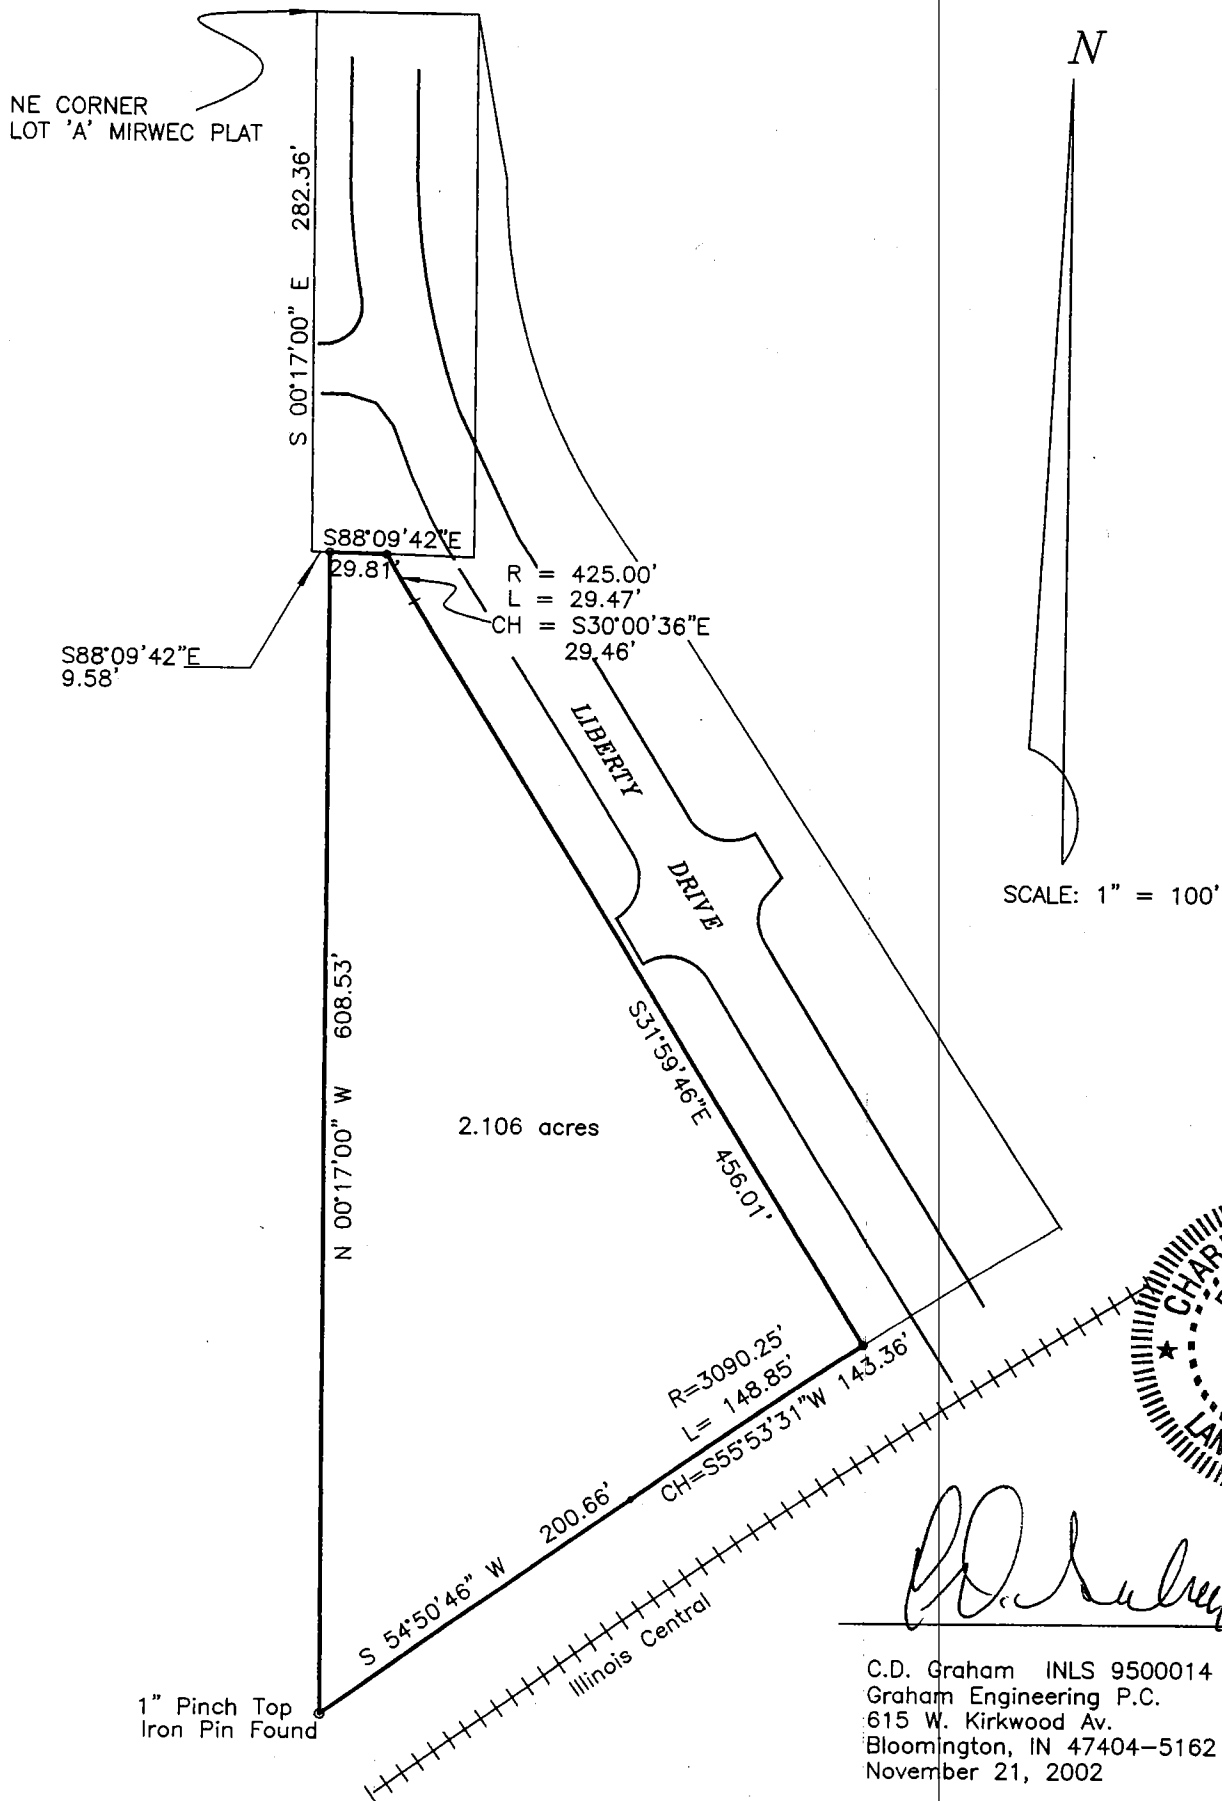 N
NE CORNER
LOT 'A' MIRWEC PLAT
S 00°17'00" E 282.36'
S88°09'42"E
29.81'
R = 425.00'
L = 29.47'
CH = S30°00'36"E
29.46'
S88°09'42"E
9.58'
LIBERTY
DRIVE
SCALE: 1" = 100'
N 00°17'00" W 608.53'
S31°59'46"E 456.01'
2.106 acres
R=3090.25'
L= 148.85'
CH=S55°53'31"W 143.36'
S 54°50'46" W 200.66'
Illinois Central
1" Pinch Top
Iron Pin Found
C.D. Graham INLS 9500014
Graham Engineering P.C.
615 W. Kirkwood Av.
Bloomington, IN 47404-5162
November 21, 2002